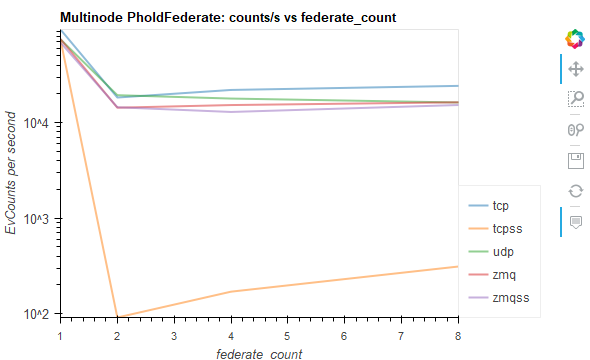 Multinode PholdFederate: counts/s vs federate_count
EvCounts per second
10^4
10^3
10^2
1
2
3
4
5
6
7
8
federate_count
tcp
tcpss
udp
zmq
zmqss